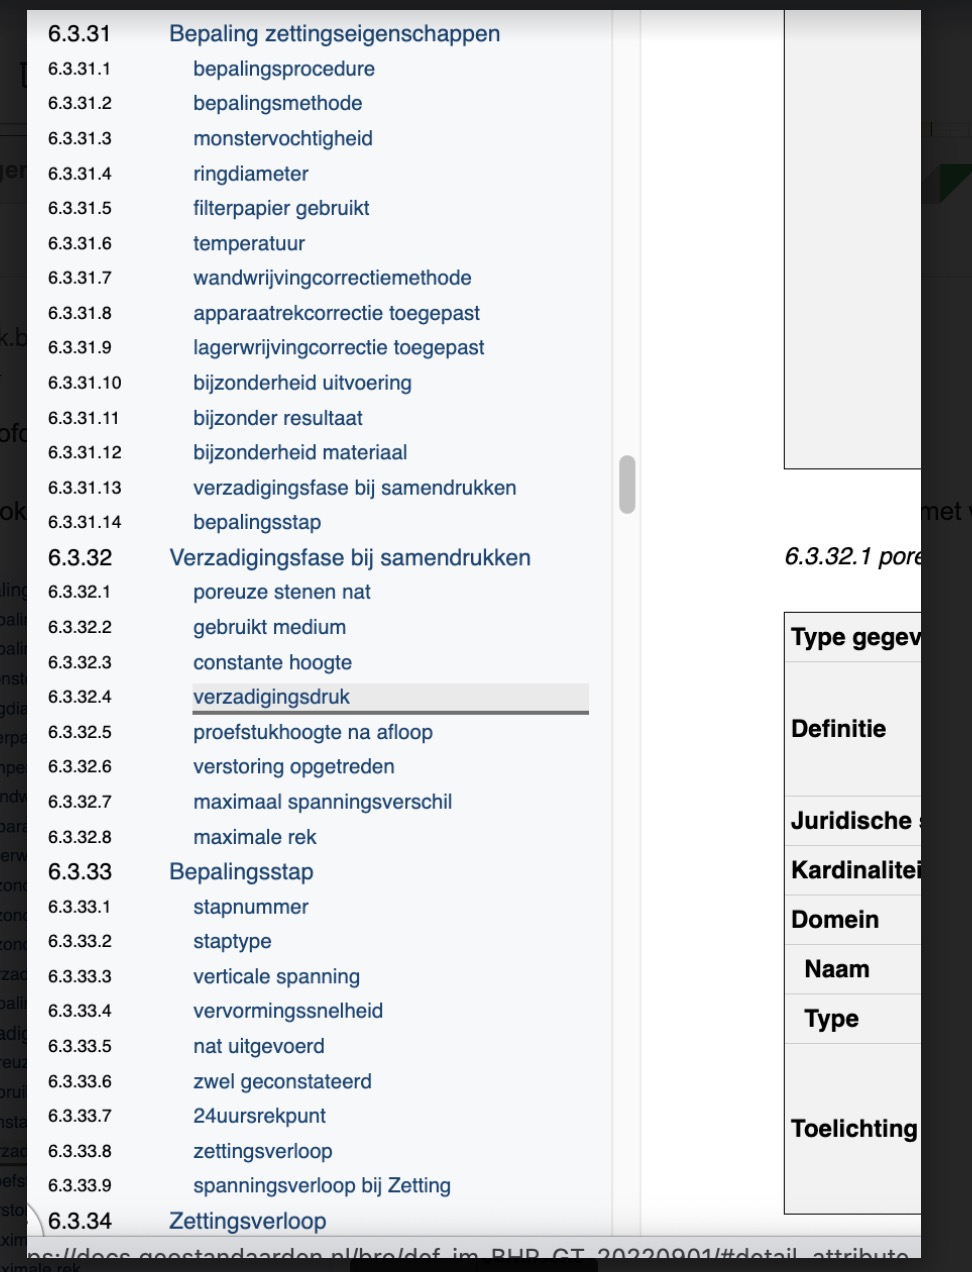 6.3.31 Bepaling zettingseigenschappen
6.3.31.1 bepalingsprocedure
6.3.31.2 bepalingsmethode
6.3.31.3 monstervochtigheid
6.3.31.4 ringdiameter
6.3.31.5 filterpapier gebruikt
6.3.31.6 temperatuur
6.3.31.7 wandwrijvingcorrectiemethode
6.3.31.8 apparaatrekcorrectie toegepast
6.3.31.9 lagerwrijvingcorrectie toegepast
6.3.31.10 bijzonderheid uitvoering
6.3.31.11 bijzonder resultaat
6.3.31.12 bijzonderheid materiaal
6.3.31.13 verzadigingsfase bij samendrukken
6.3.31.14 bepalingsstap
6.3.32 Verzadigingsfase bij samendrukken
6.3.32.1 poreuze stenen nat
6.3.32.2 gebruikt medium
6.3.32.3 constante hoogte
6.3.32.4 verzadigingsdruk
6.3.32.5 proefstukhoogte na afloop
6.3.32.6 verstoring opgetreden
6.3.32.7 maximaal spanningsverschil
6.3.32.8 maximale rek
6.3.33 Bepalingsstap
6.3.33.1 stapnummer
6.3.33.2 staptype
6.3.33.3 verticale spanning
6.3.33.4 vervormingssnelheid
6.3.33.5 nat uitgevoerd
6.3.33.6 zwel geconstateerd
6.3.33.7 24uursrekpunt
6.3.33.8 zettingsverloop
6.3.33.9 spanningsverloop bij Zetting
6.3.34 Zettingsverloop
6.3.32.1 pore
Type gegev
Definitie
Juridische
Kardinalitei
Domein
Naam
Type
Toelichting
met
ps://docs.geostandaarden.nl/bro/def_im_BHR_GT_20220901/#detail_attribute
ximale rek